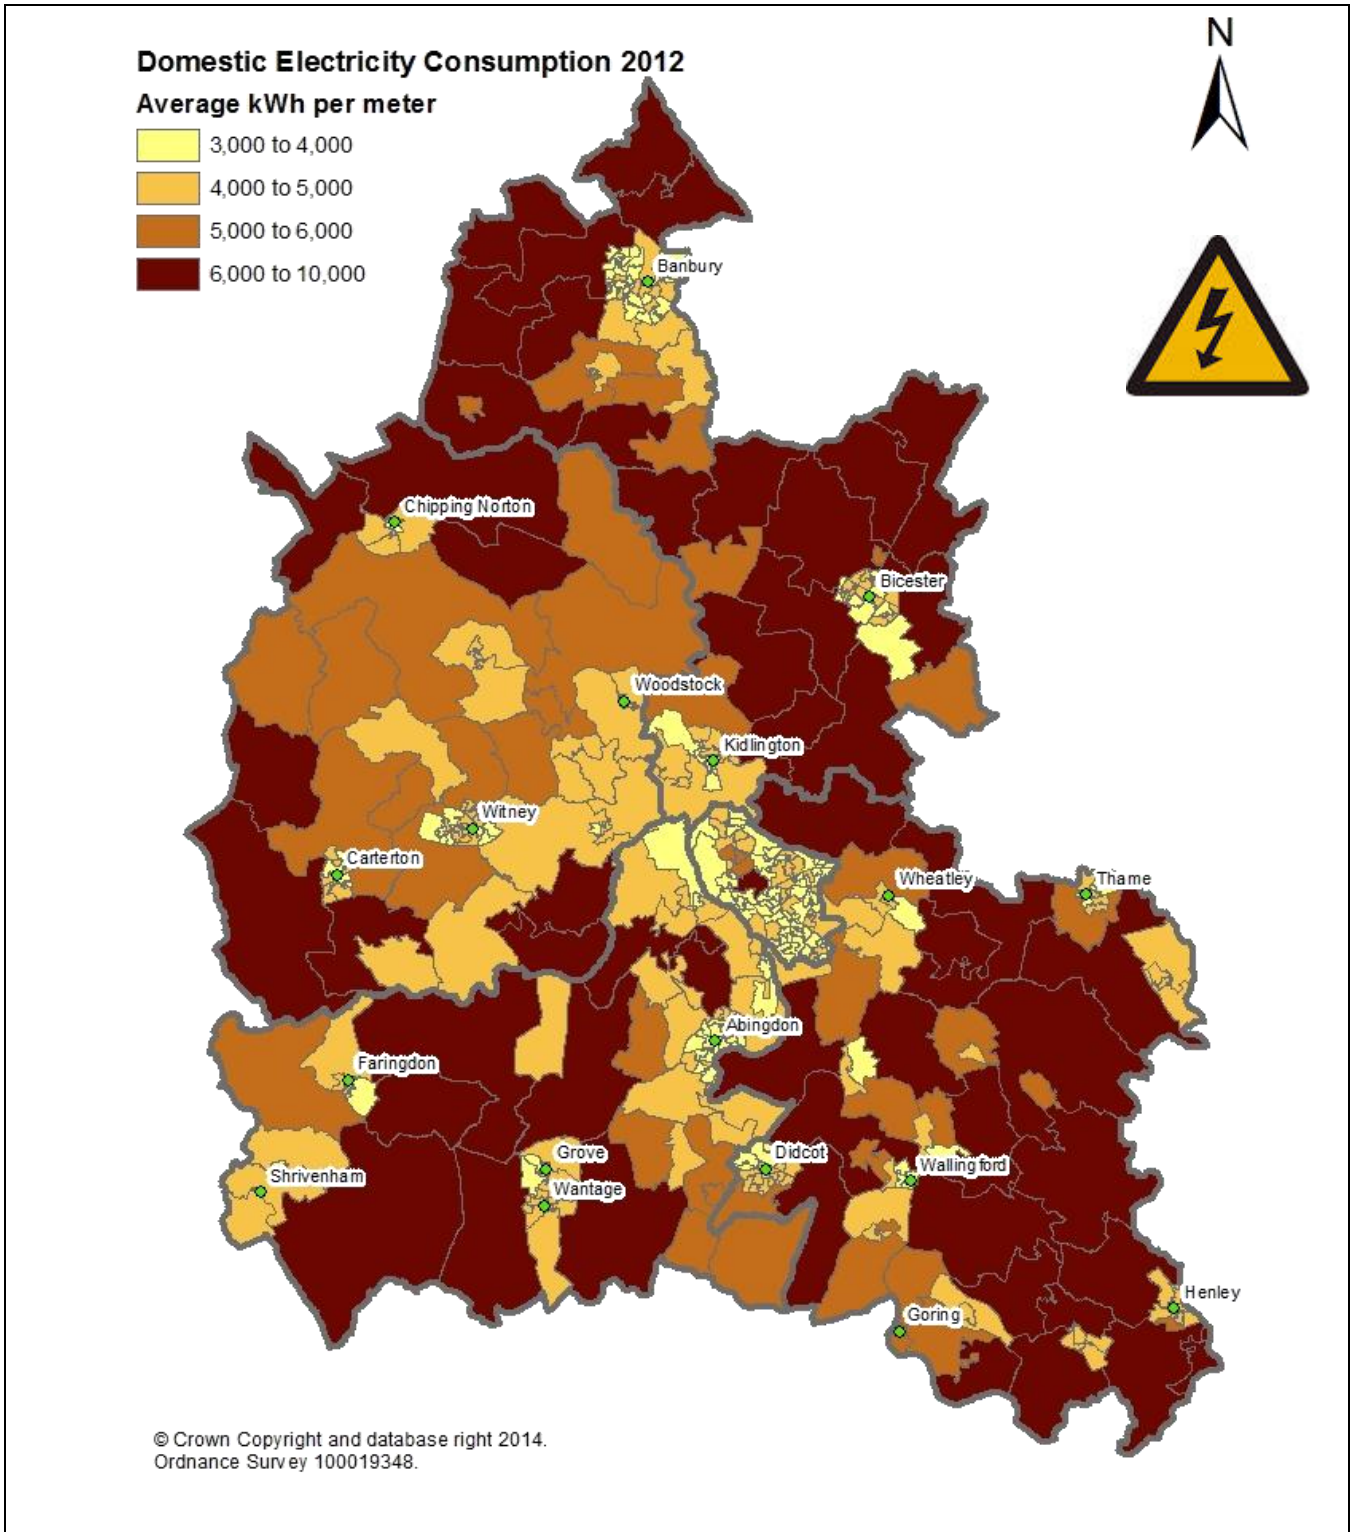 N
Domestic Electricity Consumption 2012
Average kWh per meter
3,000 to 4,000
4,000 to 5,000
5,000 to 6,000
6,000 to 10,000
Banbury
Chipping Norton
Bicester
Woodstock
Kidlington
Witney
Carterton
Wheatley
Thame
Abingdon
Faringdon
Grove
Didcot
Wallingford
Shrivenham
Wantage
Henley
Goring
© Crown Copyright and database right 2014.
Ordnance Survey 100019348.